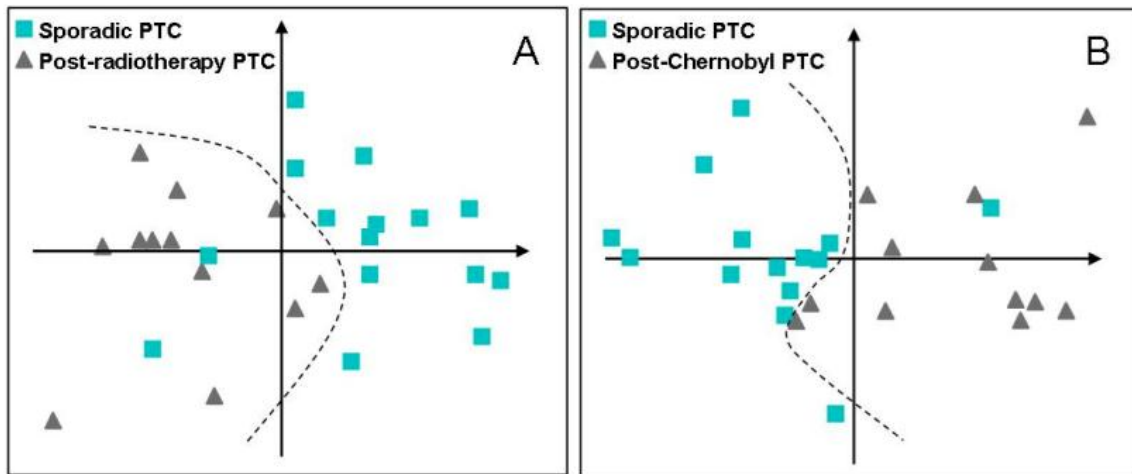 Sporadic PTC
Post-radiotherapy PTC
A
Sporadic PTC
Post-Chernobyl PTC
B